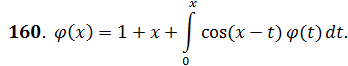 160. φ(x) = 1 + x + ∫₀ˣ cos(x − t) φ(t) dt.